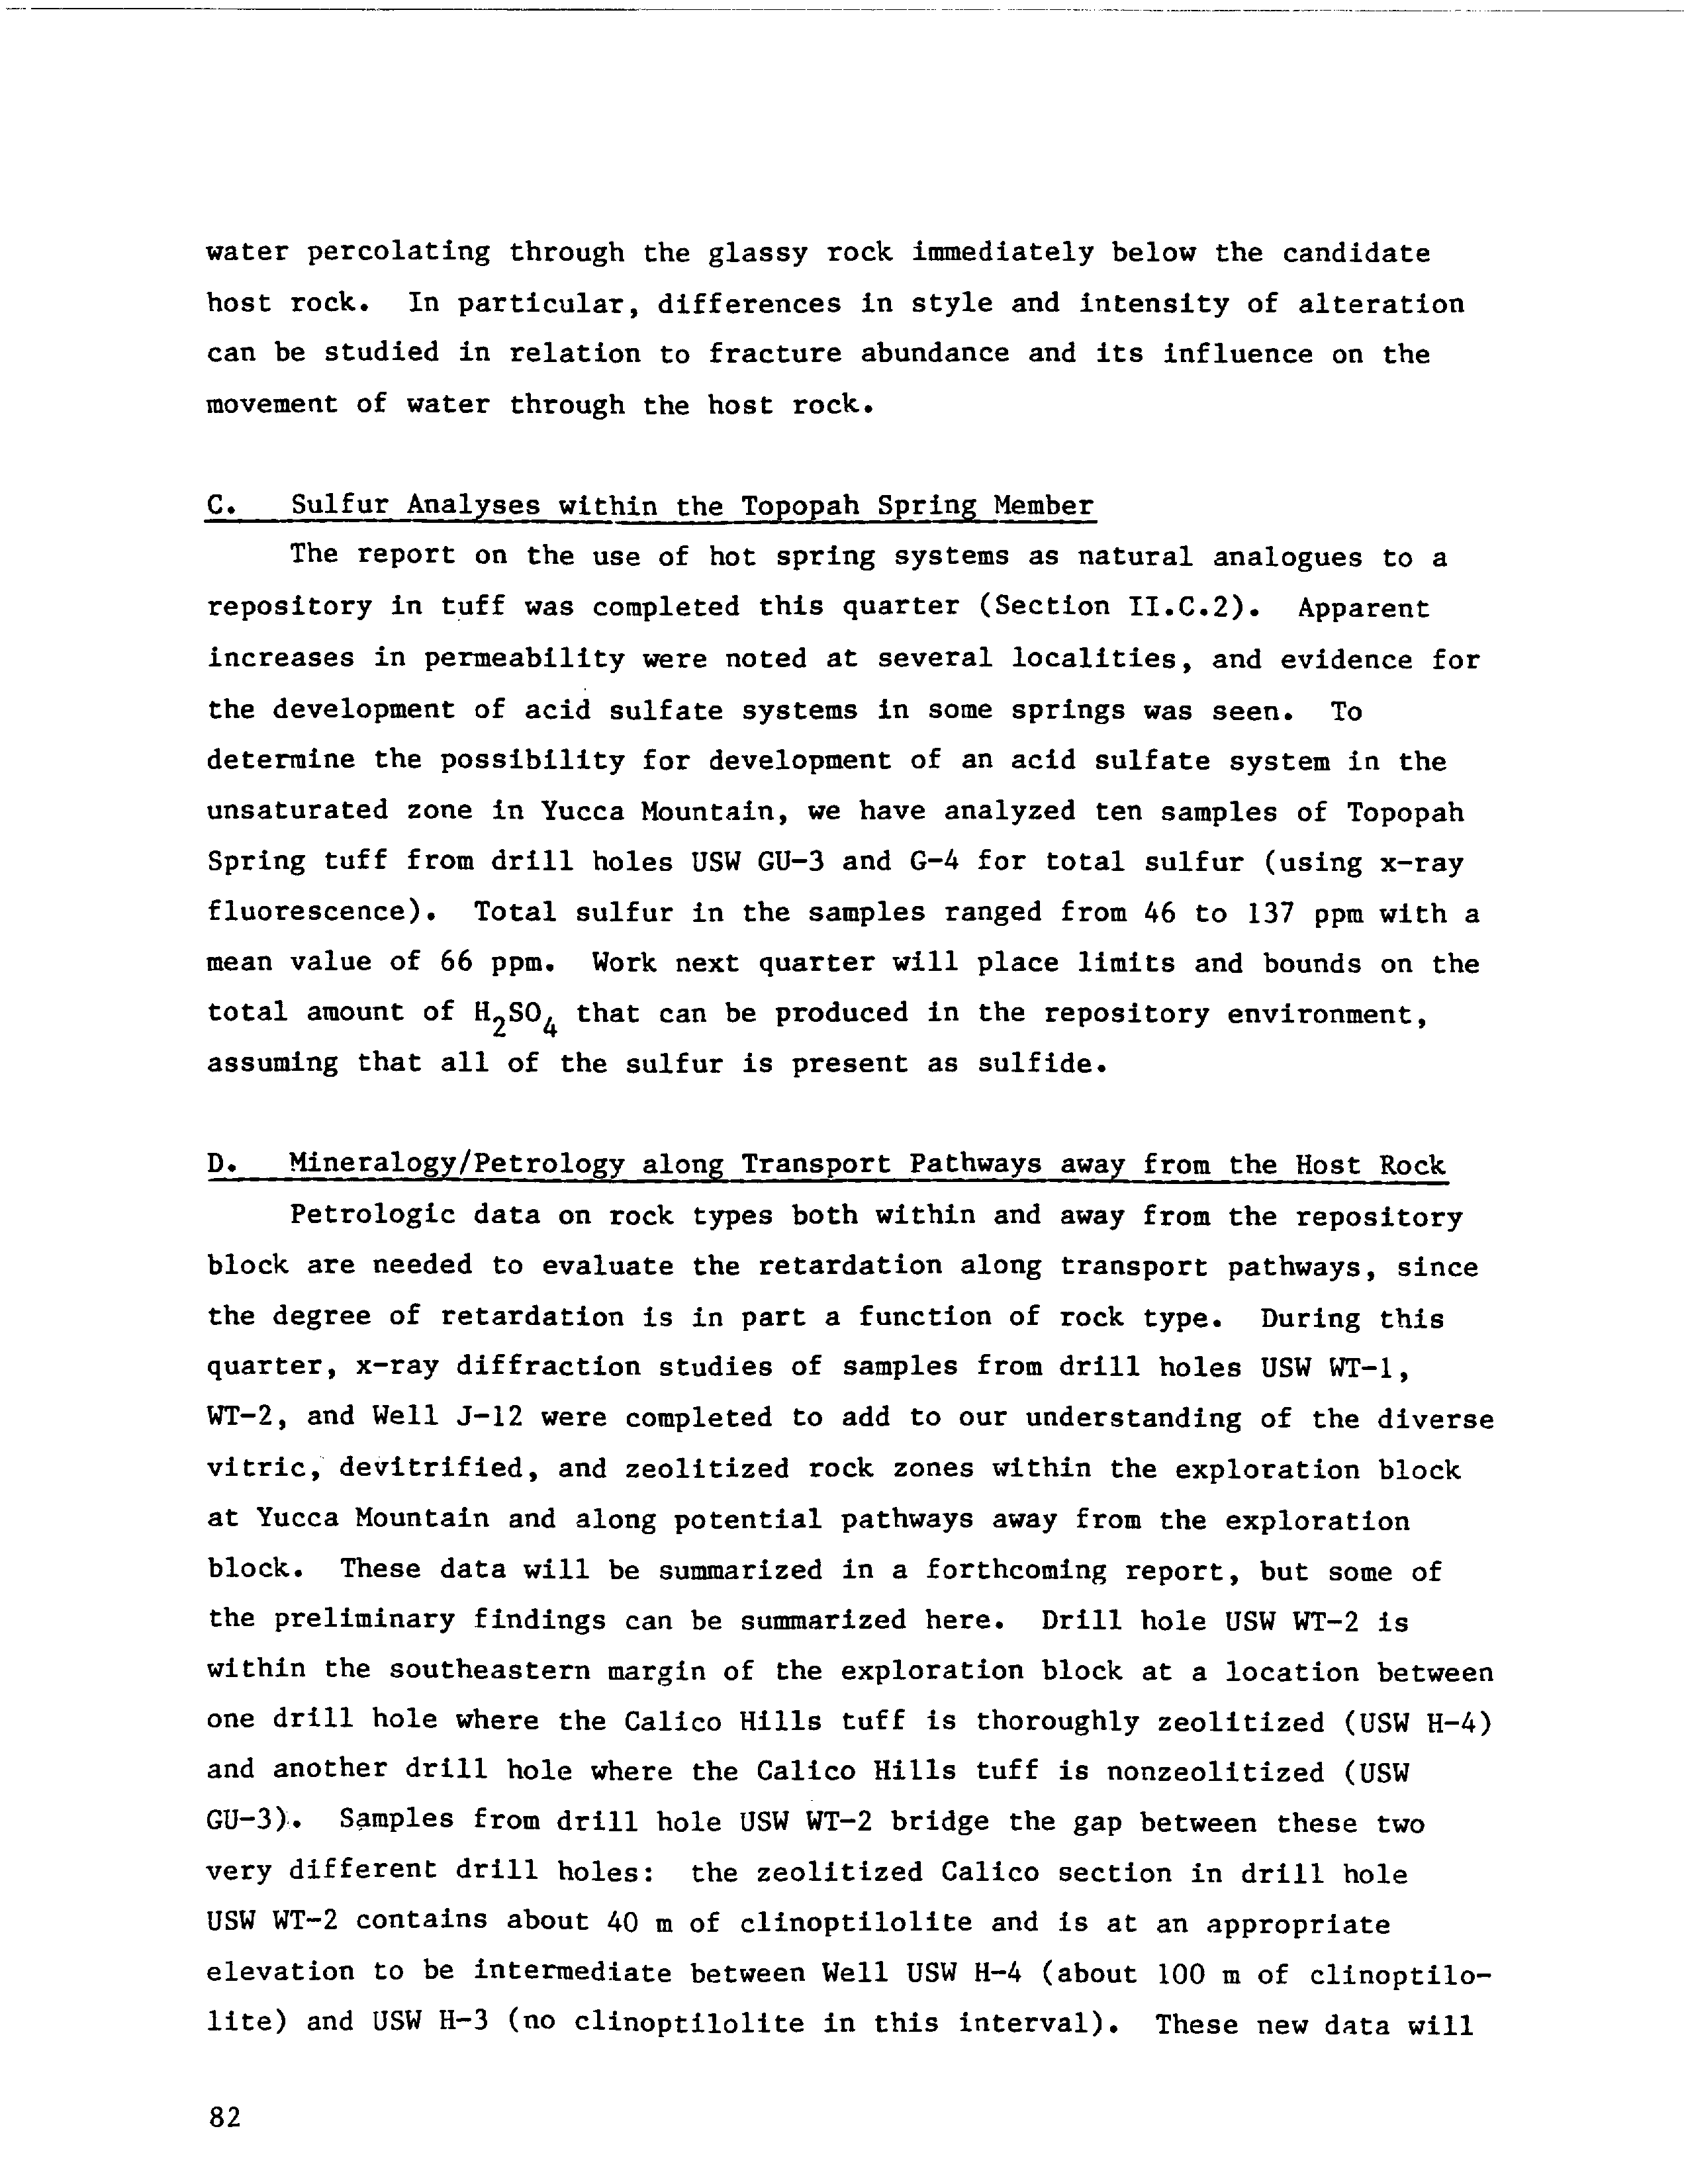 water percolating through the glassy rock immediately below the candidate
host rock.  In particular, differences in style and intensity of alteration
can be studied in relation to fracture abundance and its influence on the
movement of water through the host rock.
C.   Sulfur Analyses within the Topopah Spring Member
The report on the use of hot spring systems as natural analogues to a
repository in tuff was completed this quarter (Section II.C.2).  Apparent
increases in permeability were noted at several localities, and evidence for
the development of acid sulfate systems in some springs was seen.  To
determine the possibility for development of an acid sulfate system in the
unsaturated zone in Yucca Mountain, we have analyzed ten samples of Topopah
Spring tuff from drill holes USW GU-3 and G-4 for total sulfur (using x-ray
fluorescence).  Total sulfur in the samples ranged from 46 to 137 ppm with a
mean value of 66 ppm.  Work next quarter will place limits and bounds on the
total amount of H₂SO₄ that can be produced in the repository environment,
assuming that all of the sulfur is present as sulfide.
D.   Mineralogy/Petrology along Transport Pathways away from the Host Rock
Petrologic data on rock types both within and away from the repository
block are needed to evaluate the retardation along transport pathways, since
the degree of retardation is in part a function of rock type.  During this
quarter, x-ray diffraction studies of samples from drill holes USW WT-1,
WT-2, and Well J-12 were completed to add to our understanding of the diverse
vitric, devitrified, and zeolitized rock zones within the exploration block
at Yucca Mountain and along potential pathways away from the exploration
block.  These data will be summarized in a forthcoming report, but some of
the preliminary findings can be summarized here.  Drill hole USW WT-2 is
within the southeastern margin of the exploration block at a location between
one drill hole where the Calico Hills tuff is thoroughly zeolitized (USW H-4)
and another drill hole where the Calico Hills tuff is nonzeolitized (USW
GU-3).  Samples from drill hole USW WT-2 bridge the gap between these two
very different drill holes:  the zeolitized Calico section in drill hole
USW WT-2 contains about 40 m of clinoptilolite and is at an appropriate
elevation to be intermediate between Well USW H-4 (about 100 m of clinoptilo-
lite) and USW H-3 (no clinoptilolite in this interval).  These new data will
82